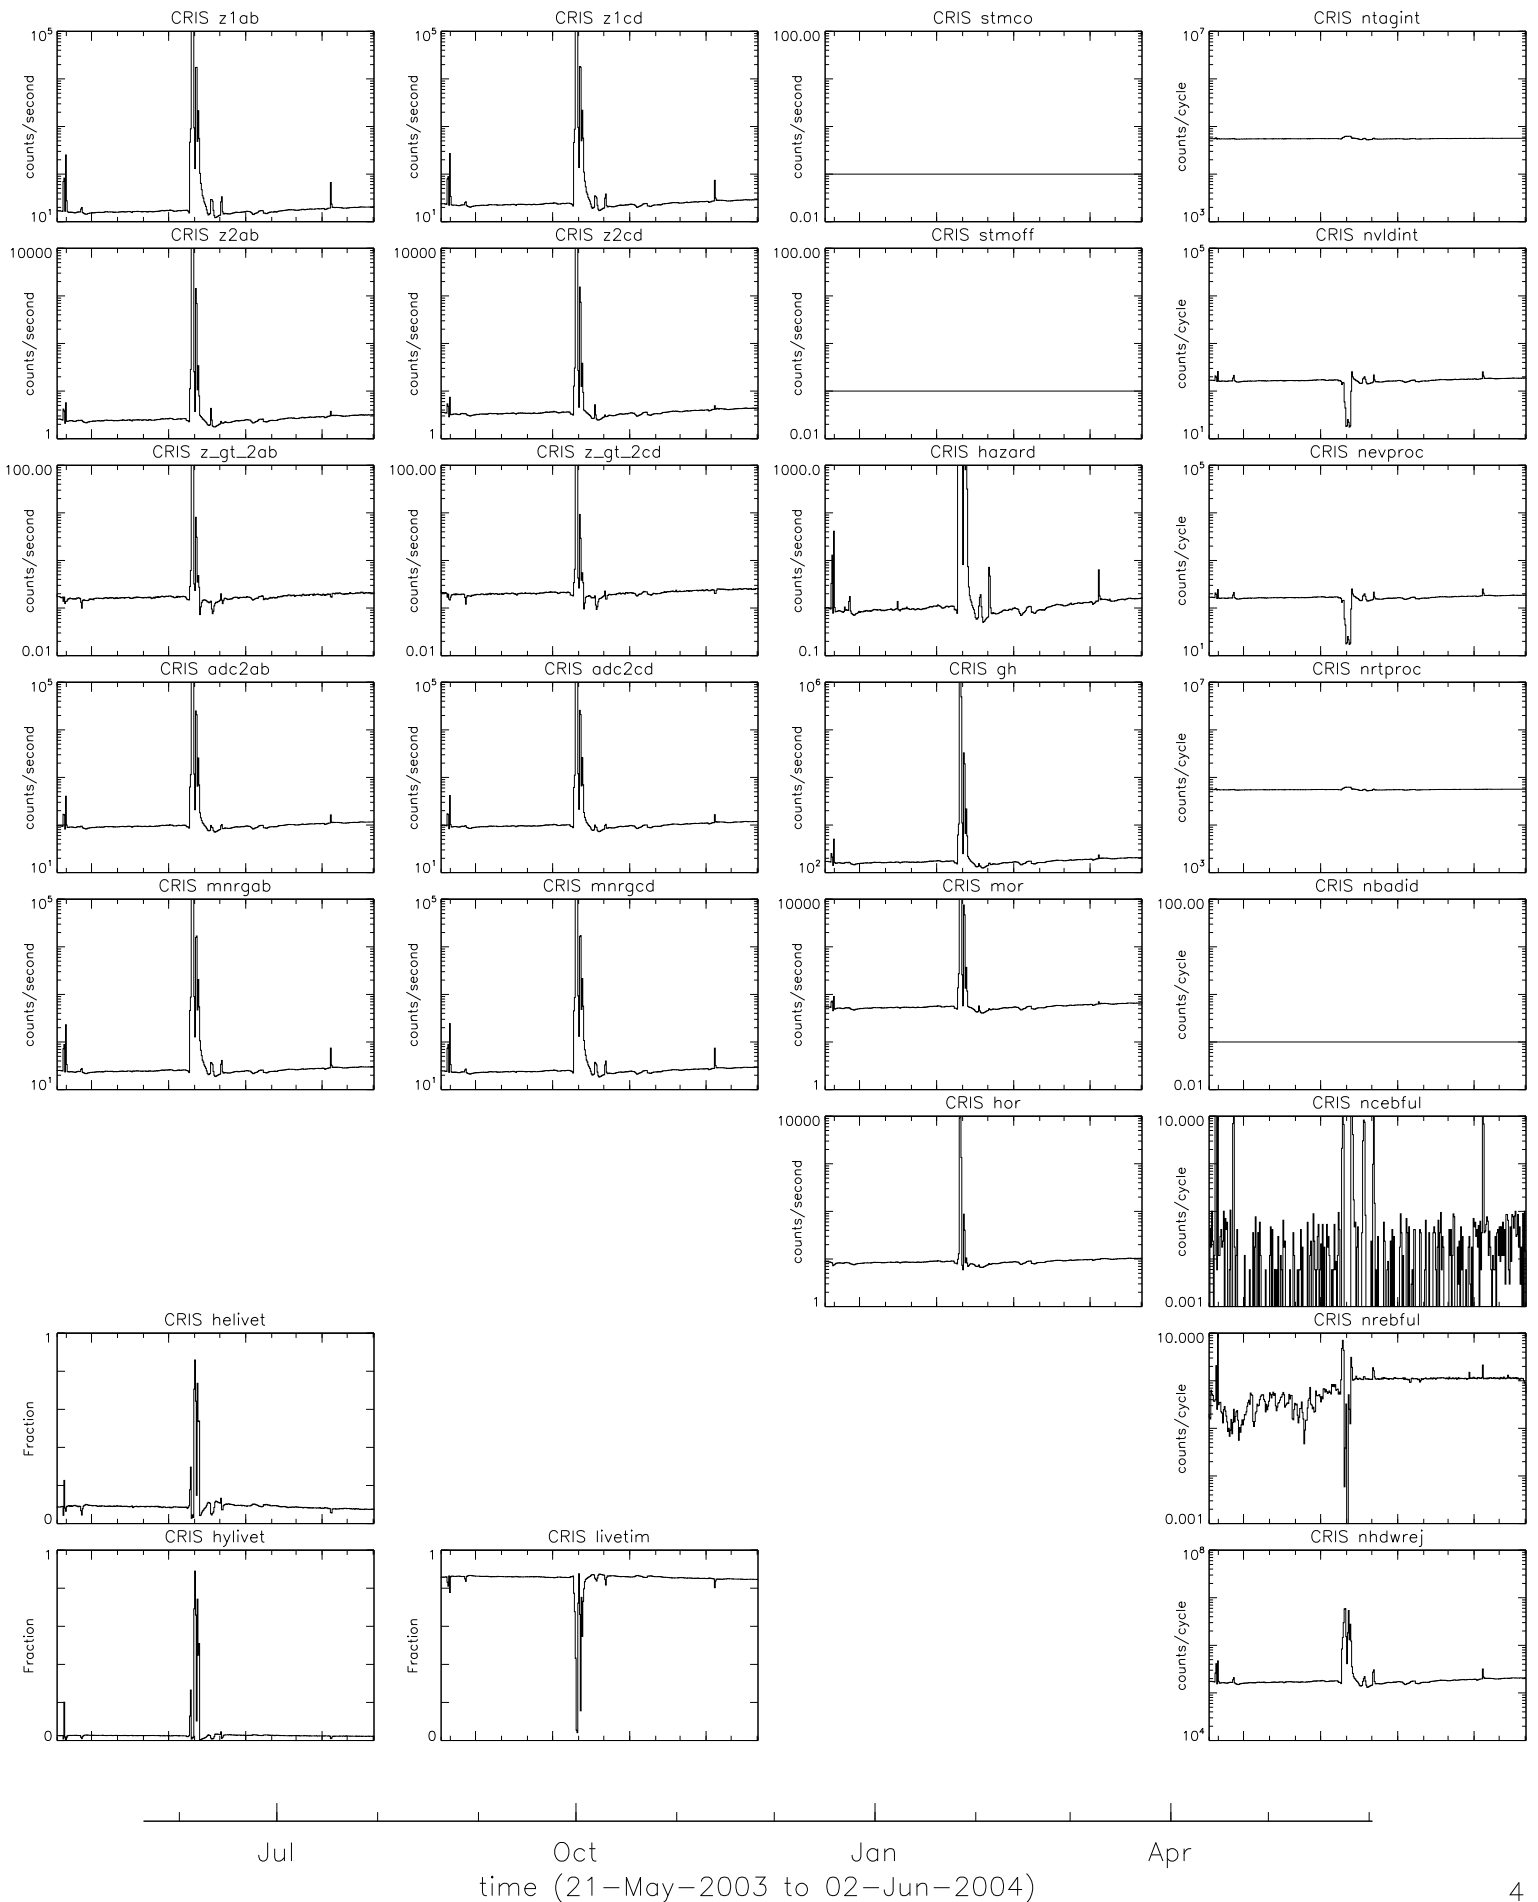 CRIS z1ab
10^5
counts/second
10^1
CRIS z1cd
10^5
counts/second
10^1
CRIS stmco
100.00
counts/second
0.01
CRIS ntagint
10^7
counts/cycle
10^3
CRIS z2ab
10000
counts/second
1
CRIS z2cd
10000
counts/second
1
CRIS stmoff
100.00
counts/second
0.01
CRIS nvldint
10^5
counts/cycle
10^1
CRIS z_gt_2ab
100.00
counts/second
0.01
CRIS z_gt_2cd
100.00
counts/second
0.01
CRIS hazard
1000.0
counts/second
0.1
CRIS nevproc
10^5
counts/cycle
10^1
CRIS adc2ab
10^5
counts/second
10^1
CRIS adc2cd
10^5
counts/second
10^1
CRIS gh
10^6
counts/second
10^2
CRIS nrtproc
10^7
counts/cycle
10^3
CRIS mnrgab
10^5
counts/second
10^1
CRIS mnrgcd
10^5
counts/second
10^1
CRIS mor
10000
counts/second
1
CRIS nbadid
100.00
counts/cycle
0.01
CRIS hor
10000
counts/second
1
CRIS ncebful
10.000
counts/cycle
0.001
CRIS helivet
1
Fraction
0
CRIS nrebful
10.000
counts/cycle
0.001
CRIS hylivet
1
Fraction
0
CRIS livetim
1
Fraction
0
CRIS nhdwrej
10^8
counts/cycle
10^4
Jul
Oct
Jan
Apr
time (21-May-2003 to 02-Jun-2004)
4